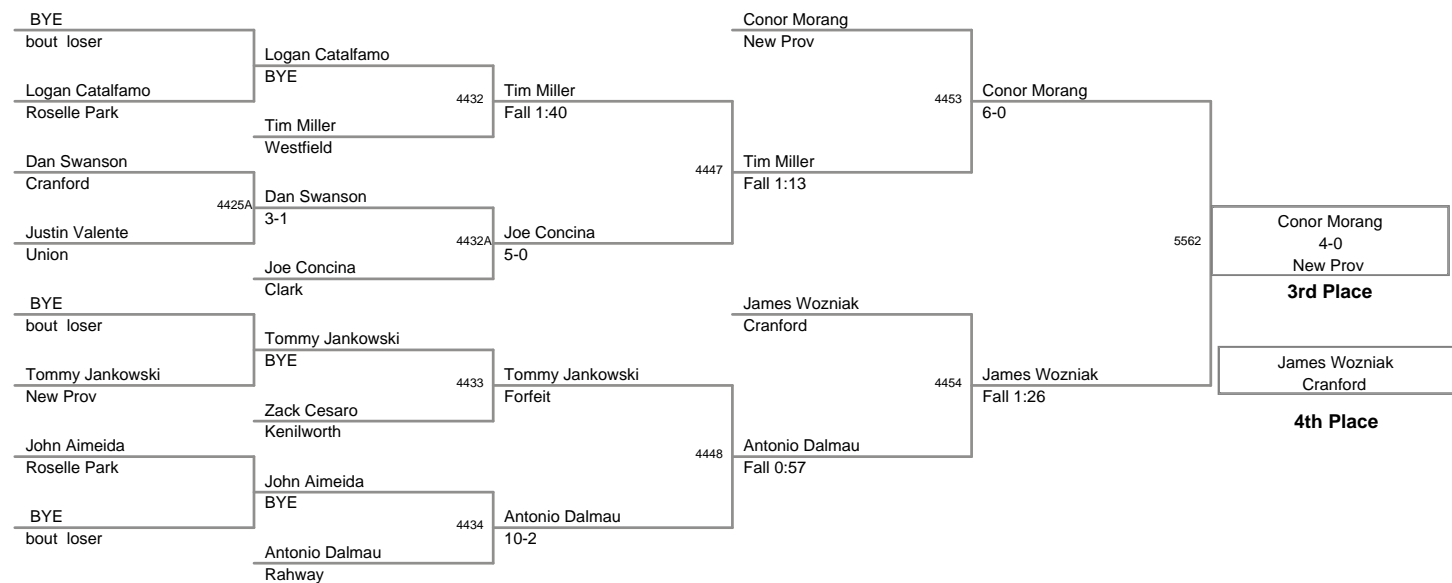 BYE
bout loser
Logan Catalfamo
Roselle Park
Dan Swanson
Cranford
4425A
Justin Valente
Union
BYE
bout loser
Tommy Jankowski
New Prov
John Aimeida
Roselle Park
BYE
bout loser
Logan Catalfamo
BYE
4432
Tim Miller
Westfield
Dan Swanson
3-1
4432A
Joe Concina
Clark
Tommy Jankowski
BYE
4433
Zack Cesaro
Kenilworth
John Aimeida
BYE
4434
Antonio Dalmau
Rahway
Tim Miller
Fall 1:40
4447
Joe Concina
5-0
Tommy Jankowski
Forfeit
4448
Antonio Dalmau
10-2
Conor Morang
New Prov
4453
Tim Miller
Fall 1:13
James Wozniak
Cranford
4454
Antonio Dalmau
Fall 0:57
Conor Morang
6-0
5562
James Wozniak
Fall 1:26
Conor Morang
4-0
New Prov
3rd Place
James Wozniak
Cranford
4th Place